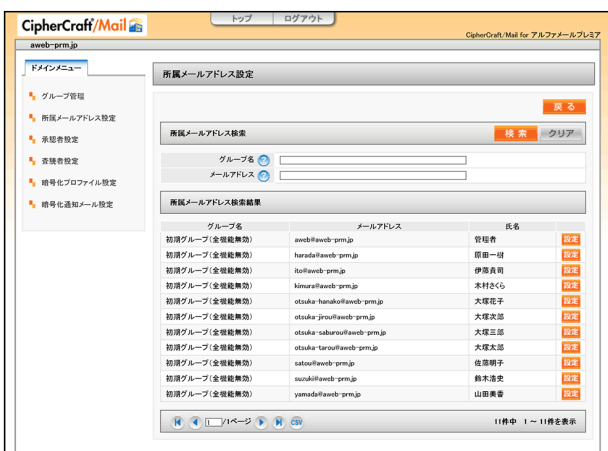 CipherCraft/Mail
トップ ログアウト
CipherCraft/Mail for アルファメールプレミア
aweb-prm.jp
ドメインメニュー
グループ管理
所属メールアドレス設定
承認者設定
査閲者設定
暗号化プロファイル設定
暗号化通知メール設定
所属メールアドレス設定
戻る
所属メールアドレス検索 検索 クリア
グループ名
メールアドレス
所属メールアドレス検索結果
グループ名 メールアドレス 氏名
初期グループ(全機能無効) aweb@aweb-prm.jp 管理者 設定
初期グループ(全機能無効) harada@aweb-prm.jp 原田一樹 設定
初期グループ(全機能無効) ito@aweb-prm.jp 伊藤貴司 設定
初期グループ(全機能無効) kimura@aweb-prm.jp 木村さくら 設定
初期グループ(全機能無効) otsuka-hanako@aweb-prm.jp 大塚花子 設定
初期グループ(全機能無効) otsuka-jirou@aweb-prm.jp 大塚次郎 設定
初期グループ(全機能無効) otsuka-saburou@aweb-prm.jp 大塚三郎 設定
初期グループ(全機能無効) otsuka-tarou@aweb-prm.jp 大塚太郎 設定
初期グループ(全機能無効) satou@aweb-prm.jp 佐藤明子 設定
初期グループ(全機能無効) suzuki@aweb-prm.jp 鈴木浩史 設定
初期グループ(全機能無効) yamada@aweb-prm.jp 山田美香 設定
1 /1ページ CSV 11件中 1 ~ 11件を表示